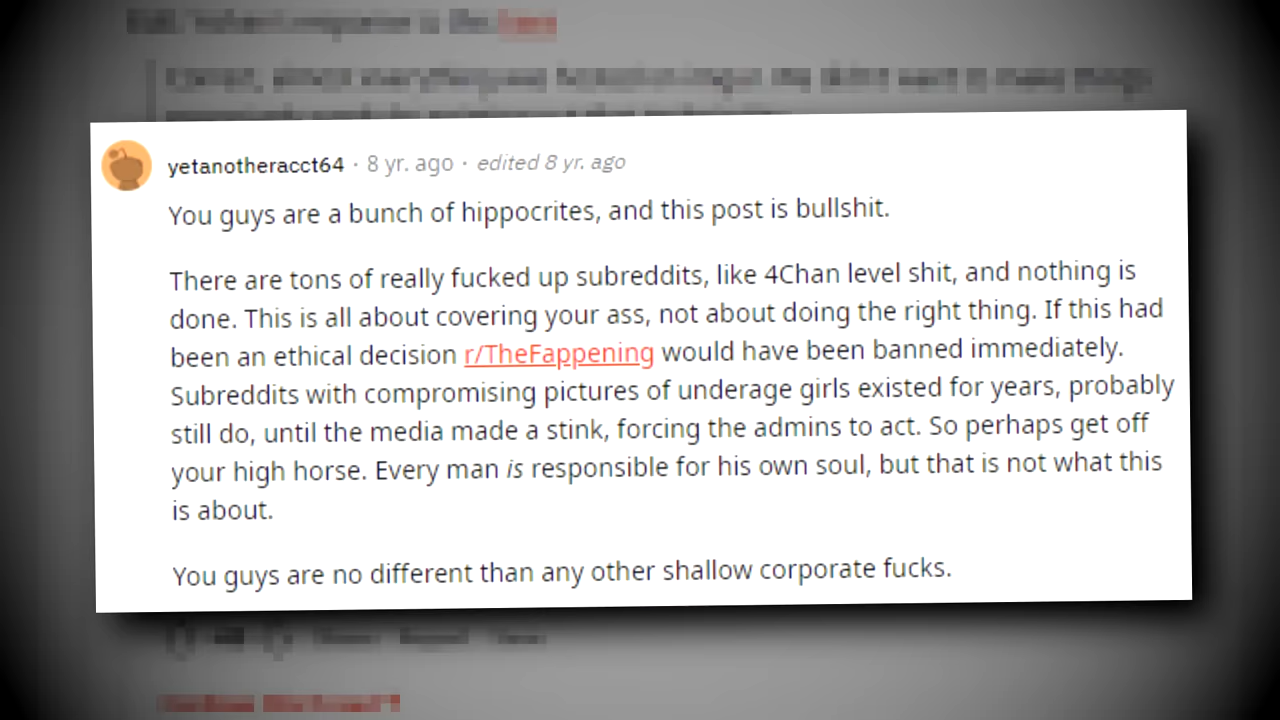 yetanotheracct64 · 8 yr. ago · edited 8 yr. ago
You guys are a bunch of hippocrites, and this post is bullshit.
There are tons of really fucked up subreddits, like 4Chan level shit, and nothing is
done. This is all about covering your ass, not about doing the right thing. If this had
been an ethical decision r/TheFappening would have been banned immediately.
Subreddits with compromising pictures of underage girls existed for years, probably
still do, until the media made a stink, forcing the admins to act. So perhaps get off
your high horse. Every man is responsible for his own soul, but that is not what this
is about.
You guys are no different than any other shallow corporate fucks.